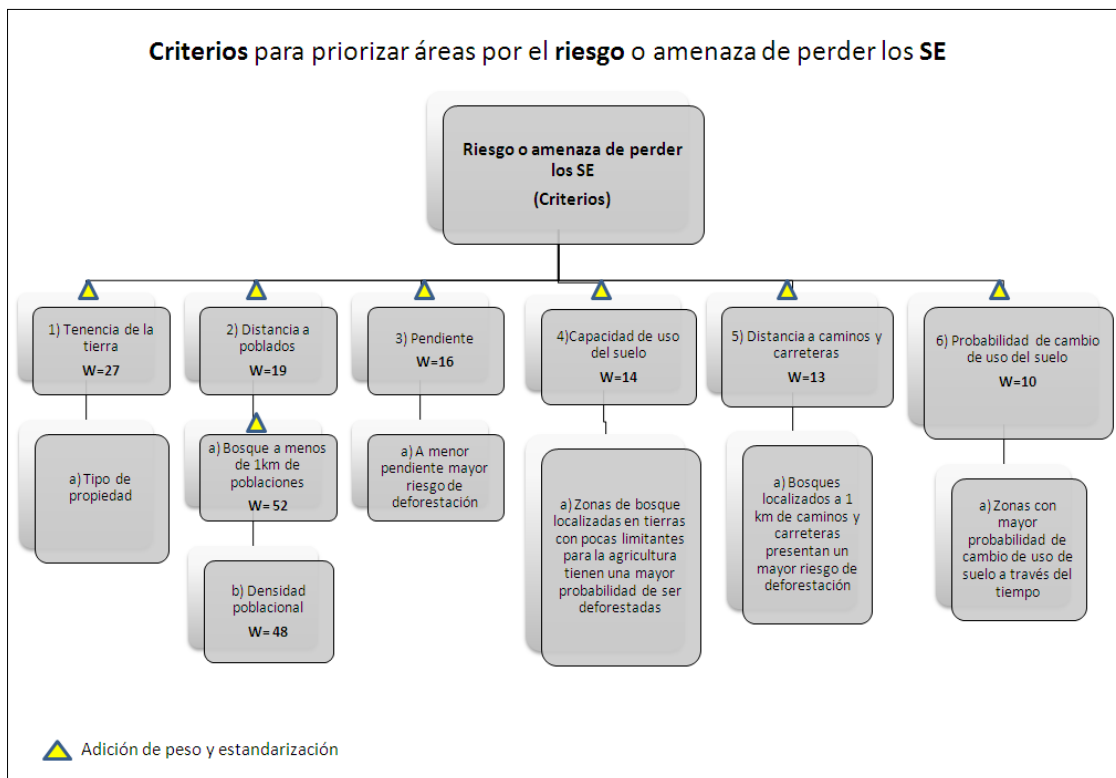 Criterios para priorizar áreas por el riesgo o amenaza de perder los SE
Riesgo o amenaza de perder
los SE
(Criterios)
1) Tenencia de la
tierra
W=27
2) Distancia a
poblados
W=19
3) Pendiente
W=16
4)Capacidad de uso
del suelo
W=14
5) Distancia a caminos y
carreteras
W=13
6) Probabilidad de cambio
de uso del suelo
W=10
a) Tipo de
propiedad
a) Bosque a menos
de 1km de
poblaciones
W= 52
b) Densidad
poblacional
W= 48
a) A menor
pendiente mayor
riesgo de
deforestación
a) Zonas de bosque
localizadas en tierras
con pocas limitantes
para la agricultura
tienen una mayor
probabilidad de ser
deforestadas
a) Bosques
localizados a 1
km de caminos y
carreteras
presentan un
mayor riesgo de
deforestación
a) Zonas con
mayor
probabilidad de
cambio de uso de
suelo a través del
tiempo
Adición de peso y estandarización